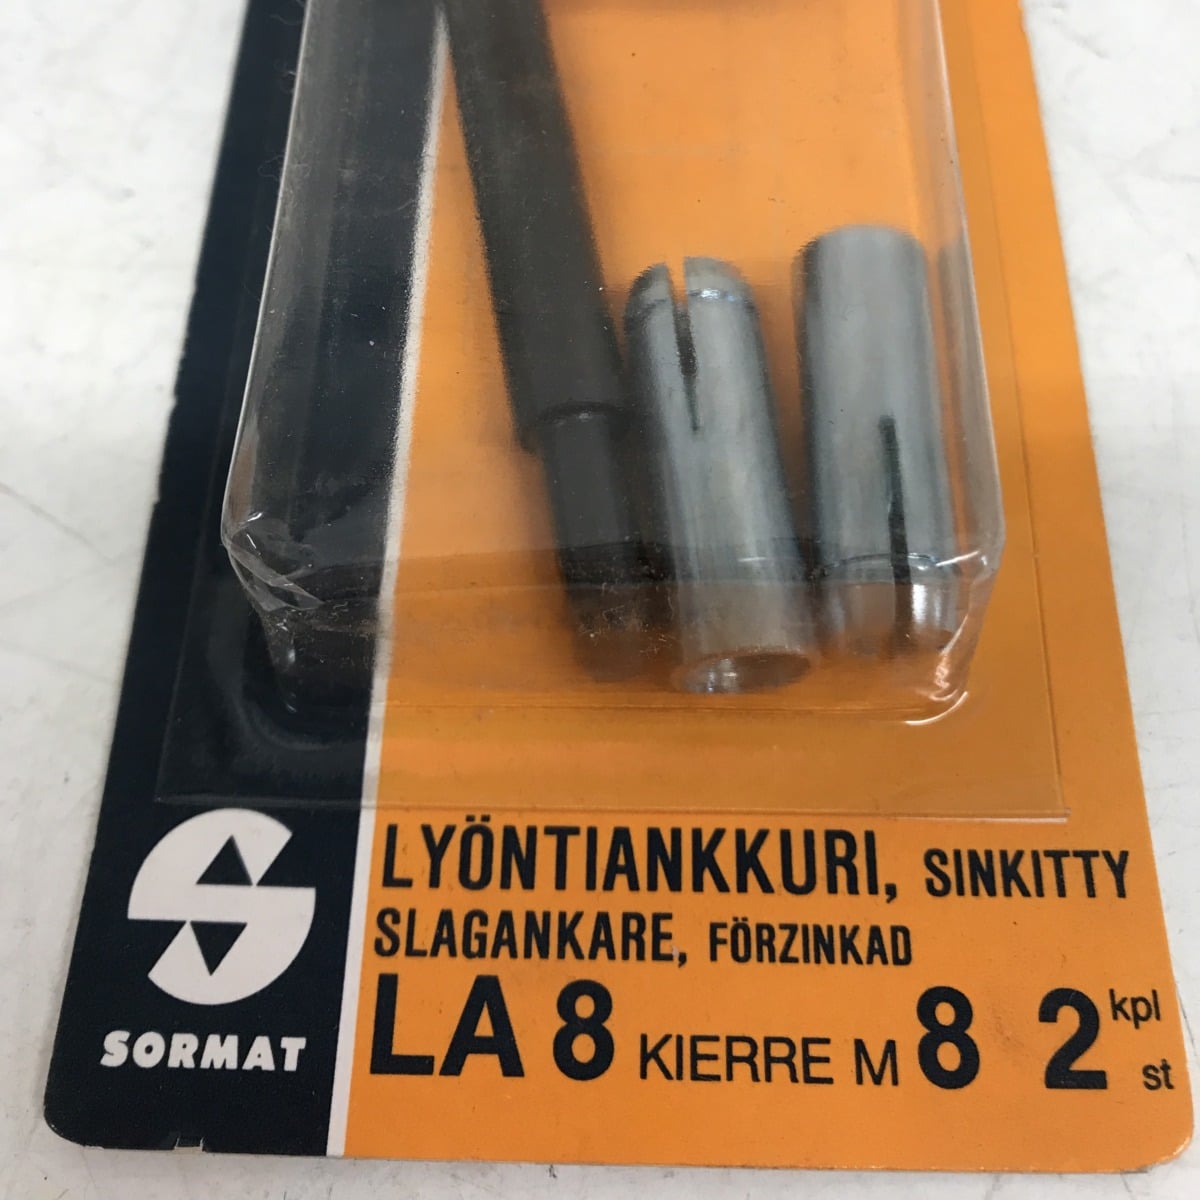 LYÖNTIANKKURI, SINKITTY
SLAGANKARE, FÖRZINKAD
LA 8 KIERRE M 8 2 kpl
st
SORMAT